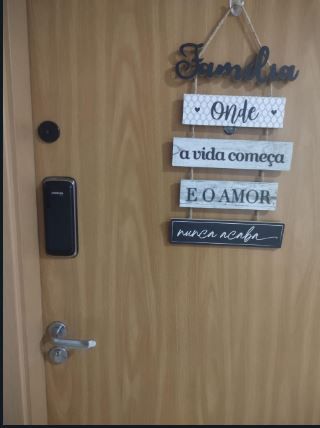 Família
Onde
a vida começa
E O AMOR
nunca acaba